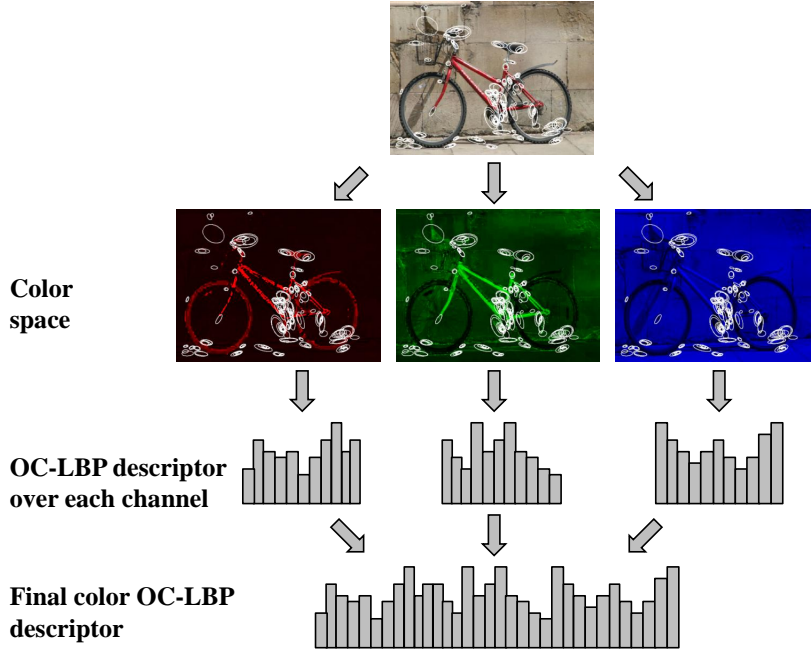 Color
space
OC-LBP descriptor
over each channel
Final color OC-LBP
descriptor